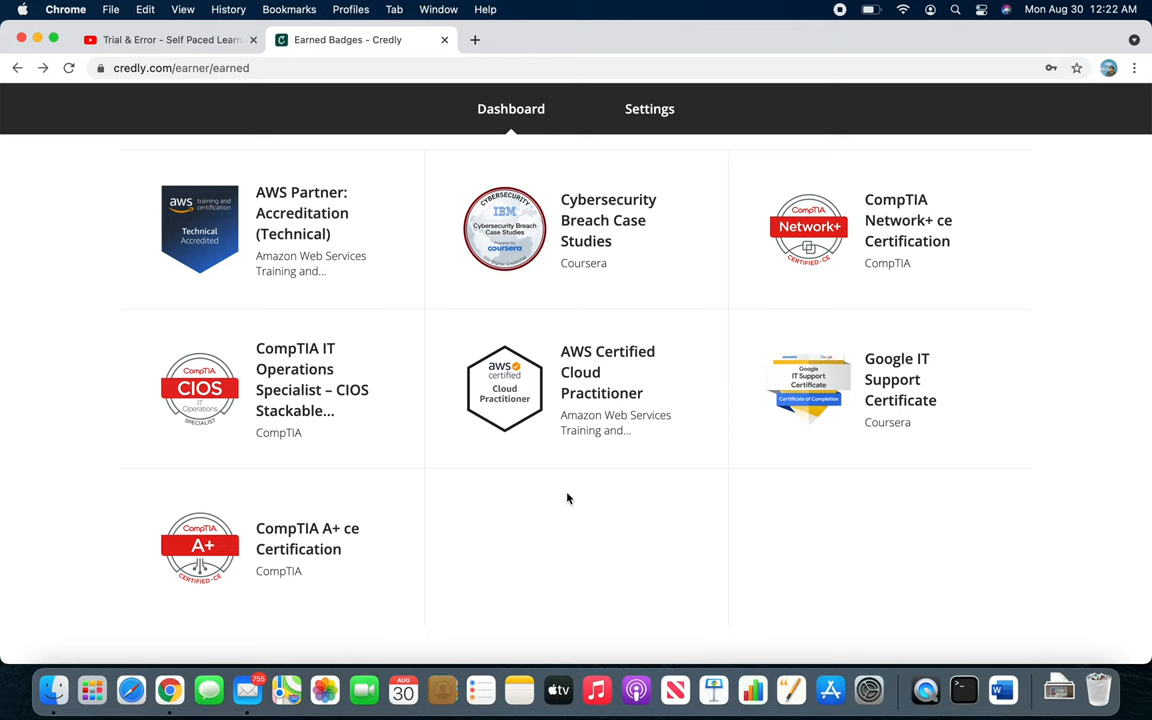 Chrome File Edit View History Bookmarks Profiles Tab Window Help Mon Aug 30 12:22 AM
Trial & Error - Self Paced Learn
Earned Badges - Credly
credly.com/earner/earned
Dashboard Settings
aws training and certification
Technical Accredited
AWS Partner:
Accreditation
(Technical)
Amazon Web Services
Training and...
CYBERSECURITY
IBM
Cybersecurity Breach
Case Studies
Powered By
coursera
Cybersecurity
Breach Case
Studies
Coursera
CompTIA
Network+
CERTIFIED•CE
CompTIA
Network+ ce
Certification
CompTIA
CompTIA
CIOS
IT
Operations
SPECIALIST
CompTIA IT
Operations
Specialist – CIOS
Stackable...
CompTIA
aws
certified
Cloud
Practitioner
AWS Certified
Cloud
Practitioner
Amazon Web Services
Training and...
Google
IT Support
Certificate
Certificate of Completion
Google IT
Support
Certificate
Coursera
CompTIA
A+
CERTIFIED•CE
CompTIA A+ ce
Certification
CompTIA
755
AUG
30
tv